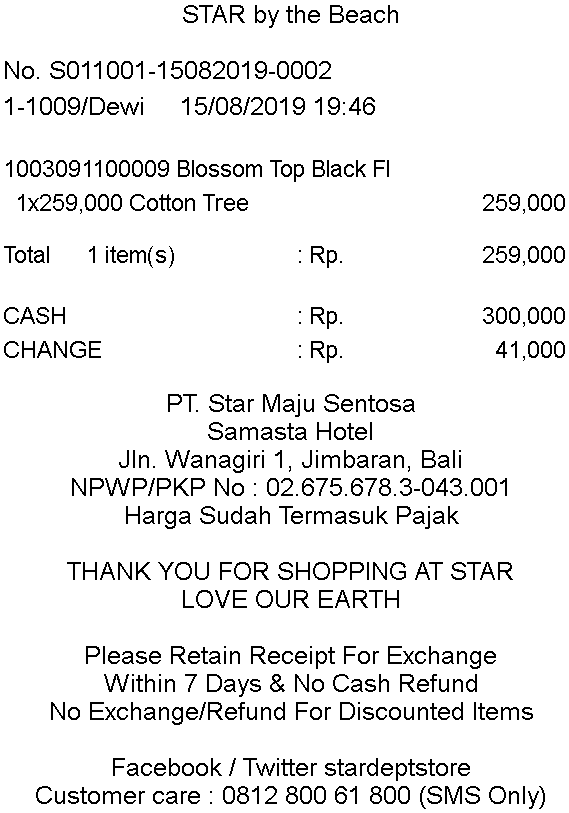 STAR by the Beach
No. S011001-15082019-0002
1-1009/Dewi 15/08/2019 19:46
1003091100009 Blossom Top Black Fl
1x259,000 Cotton Tree 259,000
Total 1 item(s) : Rp. 259,000
CASH : Rp. 300,000
CHANGE : Rp. 41,000
PT. Star Maju Sentosa
Samasta Hotel
Jln. Wanagiri 1, Jimbaran, Bali
NPWP/PKP No : 02.675.678.3-043.001
Harga Sudah Termasuk Pajak
THANK YOU FOR SHOPPING AT STAR
LOVE OUR EARTH
Please Retain Receipt For Exchange
Within 7 Days & No Cash Refund
No Exchange/Refund For Discounted Items
Facebook / Twitter stardeptstore
Customer care : 0812 800 61 800 (SMS Only)